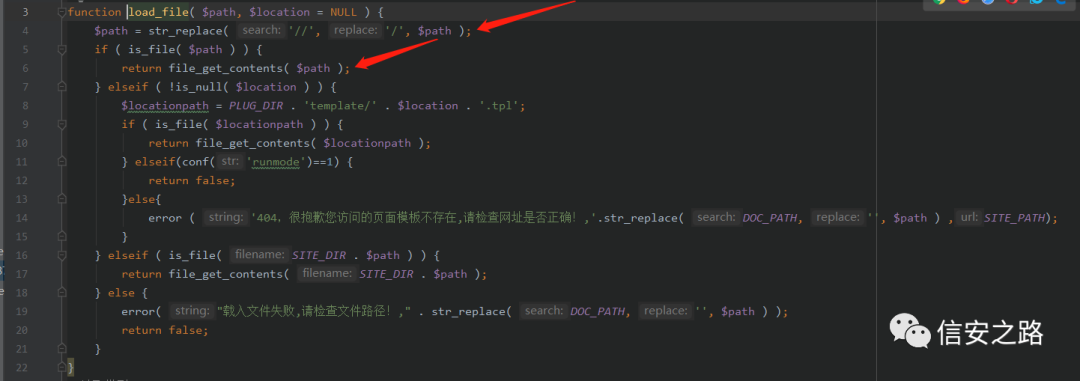 3 function load_file( $path, $location = NULL ) {
4 $path = str_replace( search: '//', replace: '/', $path );
5 if ( is_file( $path ) ) {
6 return file_get_contents( $path );
7 } elseif ( !is_null( $location ) ) {
8 $locationpath = PLUG_DIR . 'template/' . $location . '.tpl';
9 if ( is_file( $locationpath ) ) {
10 return file_get_contents( $locationpath );
11 } elseif(conf( str: 'runmode')==1) {
12 return false;
13 }else{
14 error ( string: '404，很抱歉您访问的页面模板不存在,请检查网址是否正确！,'.str_replace( search: DOC_PATH, replace: '', $path ) , url: SITE_PATH);
15 }
16 } elseif ( is_file( filename: SITE_DIR . $path ) ) {
17 return file_get_contents( filename: SITE_DIR . $path );
18 } else {
19 error( string: "载入文件失败,请检查文件路径！," . str_replace( search: DOC_PATH, replace: '', $path ) );
20 return false;
21 }
22 }
信安之路